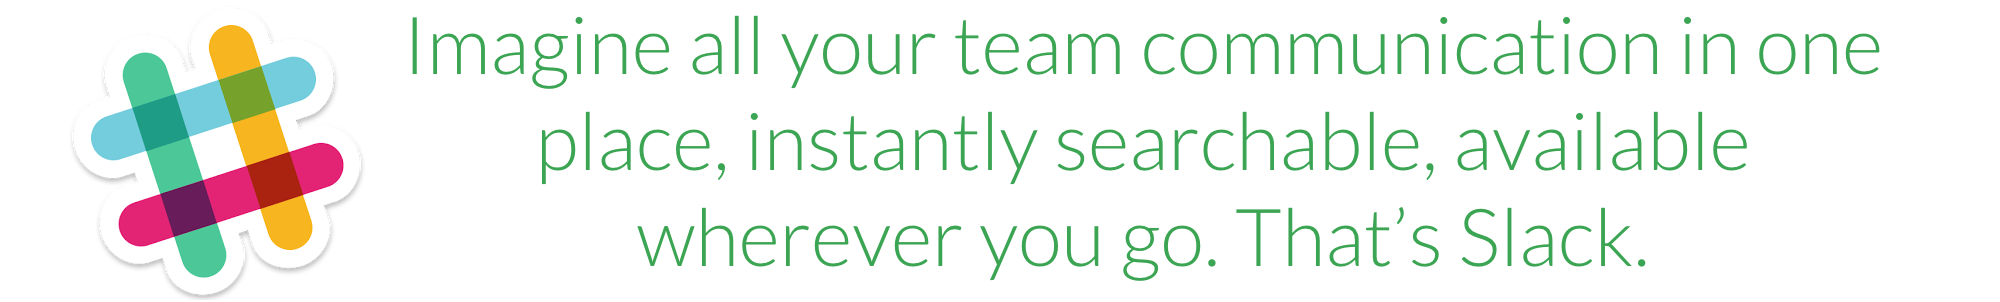 Imagine all your team communication in one
place, instantly searchable, available
wherever you go. That’s Slack.